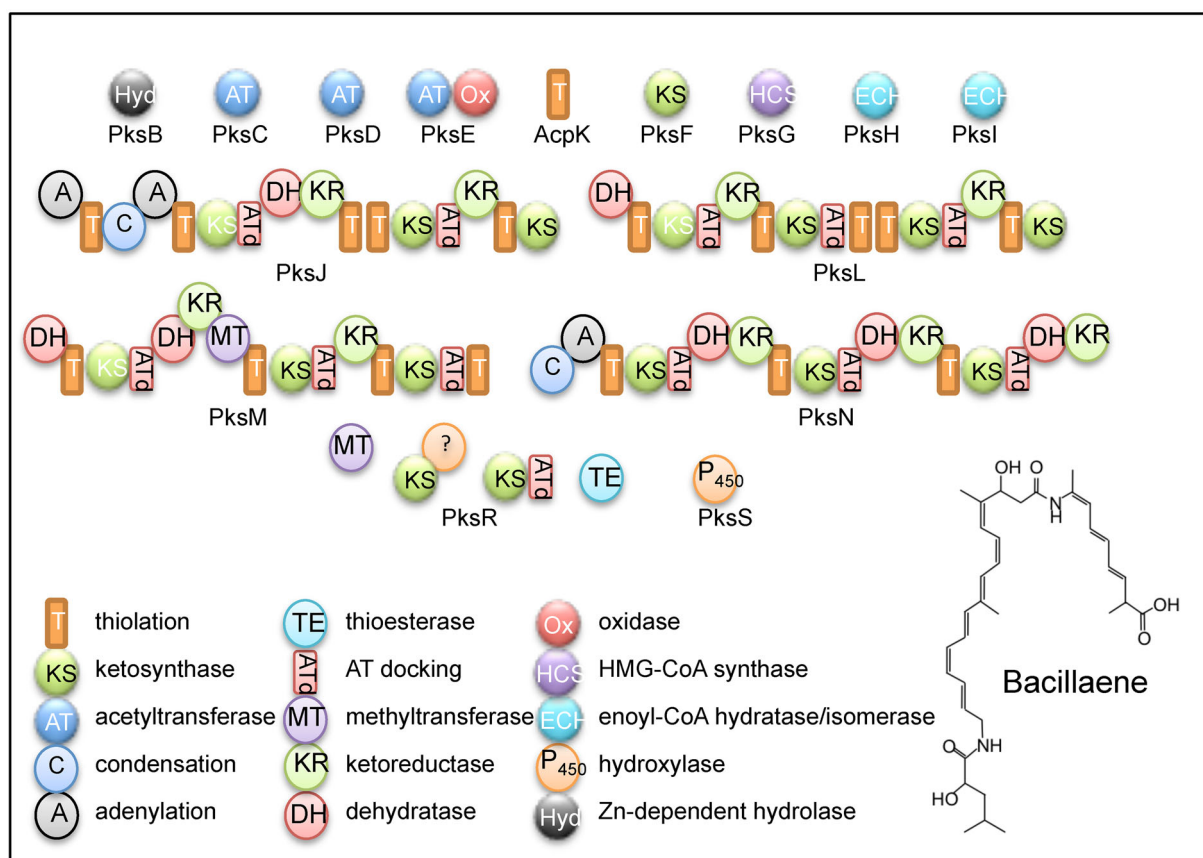 Hyd AT AT AT Ox T KS HCS ECH ECH
PksB PksC PksD PksE AcpK PksF PksG PksH PksI
A T C A T KS ATd DH KR T T KS ATd KR T KS
PksJ
DH T KS ATd KR T KS ATd T T KS ATd KR T KS
PksL
DH T KS ATd DH KR MT T KS ATd KR T KS ATd T
PksM
C A T KS ATd DH KR T KS ATd DH KR T KS ATd DH KR
PksN
MT KS ? KS ATd TE
PksR
P450
PksS
T thiolation
KS ketosynthase
AT acetyltransferase
C condensation
A adenylation
TE thioesterase
ATd AT docking
MT methyltransferase
KR ketoreductase
DH dehydratase
Ox oxidase
HCS HMG-CoA synthase
ECH enoyl-CoA hydratase/isomerase
P450 hydroxylase
Hyd Zn-dependent hydrolase
OH O
N
H
OH
O
O NH
HO
Bacillaene